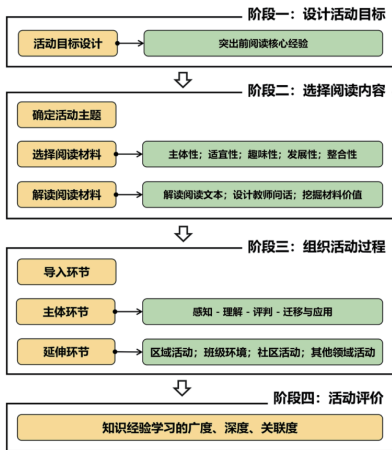 阶段一：设计活动目标
活动目标设计
突出前阅读核心经验
阶段二：选择阅读内容
确定活动主题
选择阅读材料
主体性；适宜性；趣味性；发展性；整合性
解读阅读材料
解读阅读文本；设计教师问话；挖掘材料价值
阶段三：组织活动过程
导入环节
主体环节
感知 - 理解 - 评判 - 迁移与应用
延伸环节
区域活动；班级环境；社区活动；其他领域活动
阶段四：活动评价
知识经验学习的广度、深度、关联度